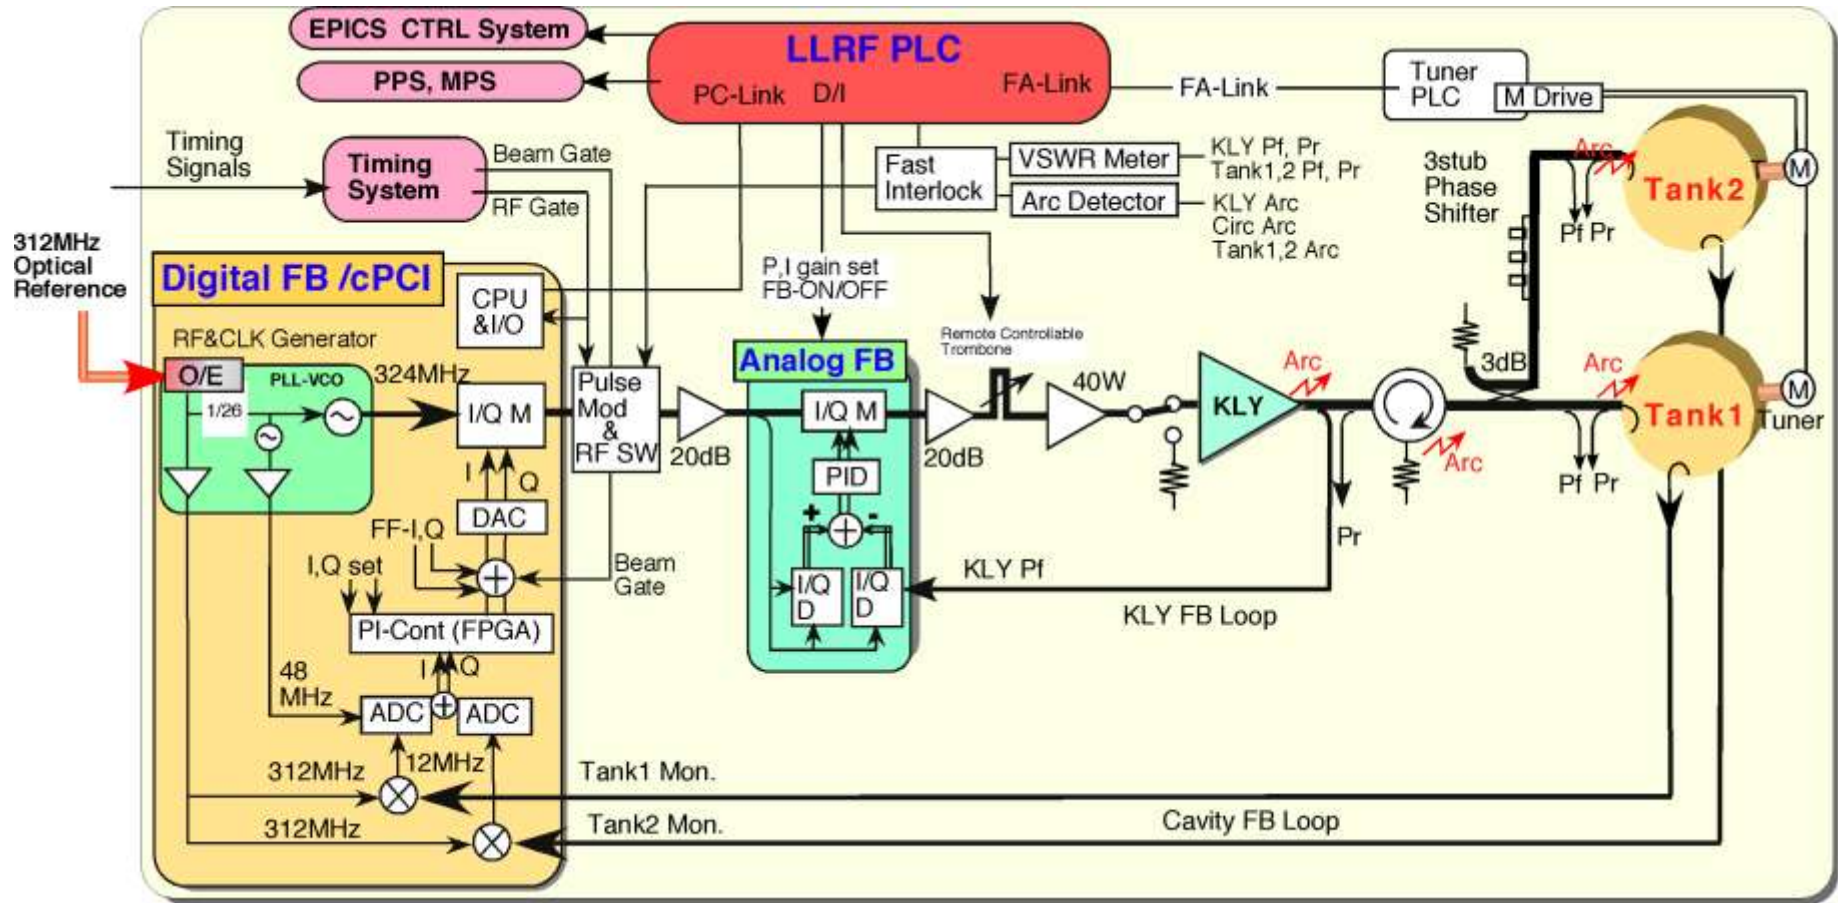 EPICS CTRL System
PPS, MPS
LLRF PLC
PC-Link
D/I
FA-Link
FA-Link
Tuner
PLC
M Drive
Timing
Signals
Timing
System
Beam Gate
RF Gate
Fast
Interlock
VSWR Meter
KLY Pf, Pr
Tank1,2 Pf, Pr
Arc Detector
KLY Arc
Circ Arc
Tank1,2 Arc
3stub
Phase
Shifter
Arc
Pf Pr
Tank2
M
312MHz
Optical
Reference
Digital FB /cPCI
CPU
&I/O
P,I gain set
FB-ON/OFF
Remote Controllable
Trombone
RF&CLK Generator
O/E
PLL-VCO
1/26
324MHz
I/Q M
Pulse
Mod
&
RF SW
20dB
Analog FB
I/Q M
20dB
40W
KLY
Arc
Arc
3dB
Arc
Tank1
M
Tuner
Pf Pr
Pr
PID
+
-
+
I/Q
D
I/Q
D
KLY Pf
KLY FB Loop
I
Q
DAC
FF-I,Q
I,Q set
+
Beam
Gate
PI-Cont (FPGA)
I
Q
48
MHz
ADC
+
ADC
312MHz
12MHz
Tank1 Mon.
312MHz
Tank2 Mon.
Cavity FB Loop